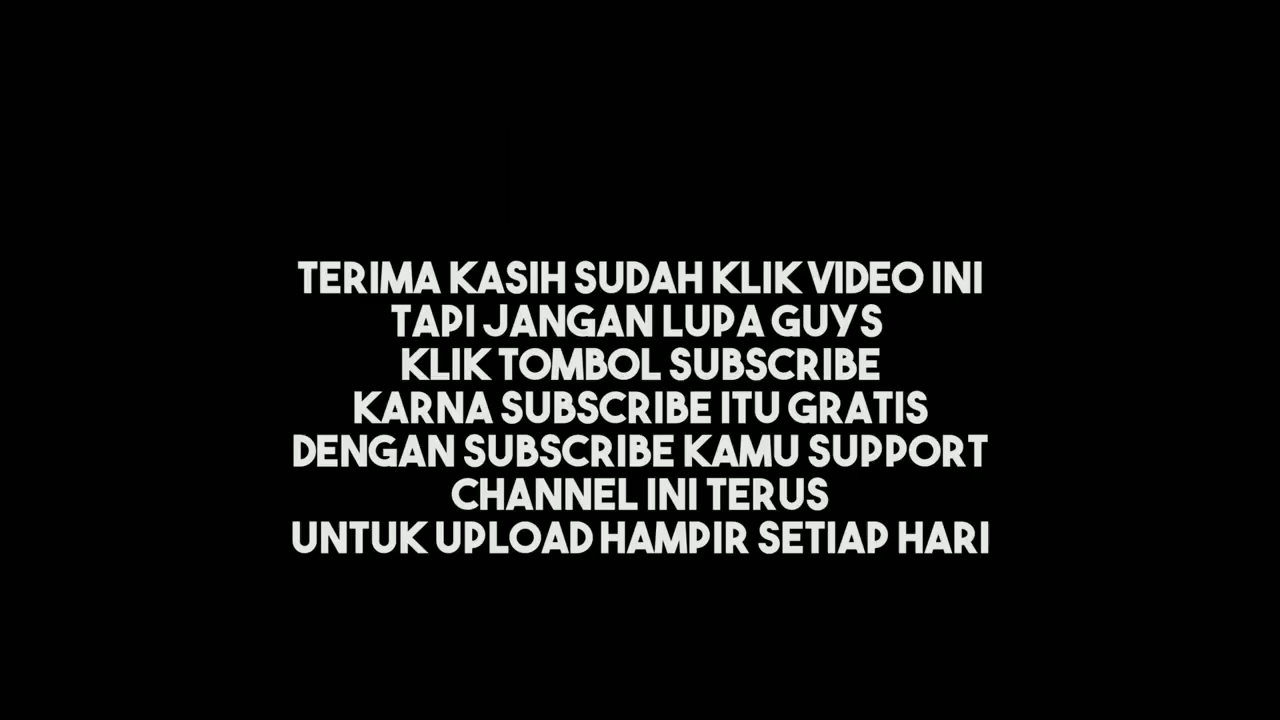 TERIMA KASIH SUDAH KLIK VIDEO INI
TAPI JANGAN LUPA GUYS
KLIK TOMBOL SUBSCRIBE
KARNA SUBSCRIBE ITU GRATIS
DENGAN SUBSCRIBE KAMU SUPPORT
CHANNEL INI TERUS
UNTUK UPLOAD HAMPIR SETIAP HARI